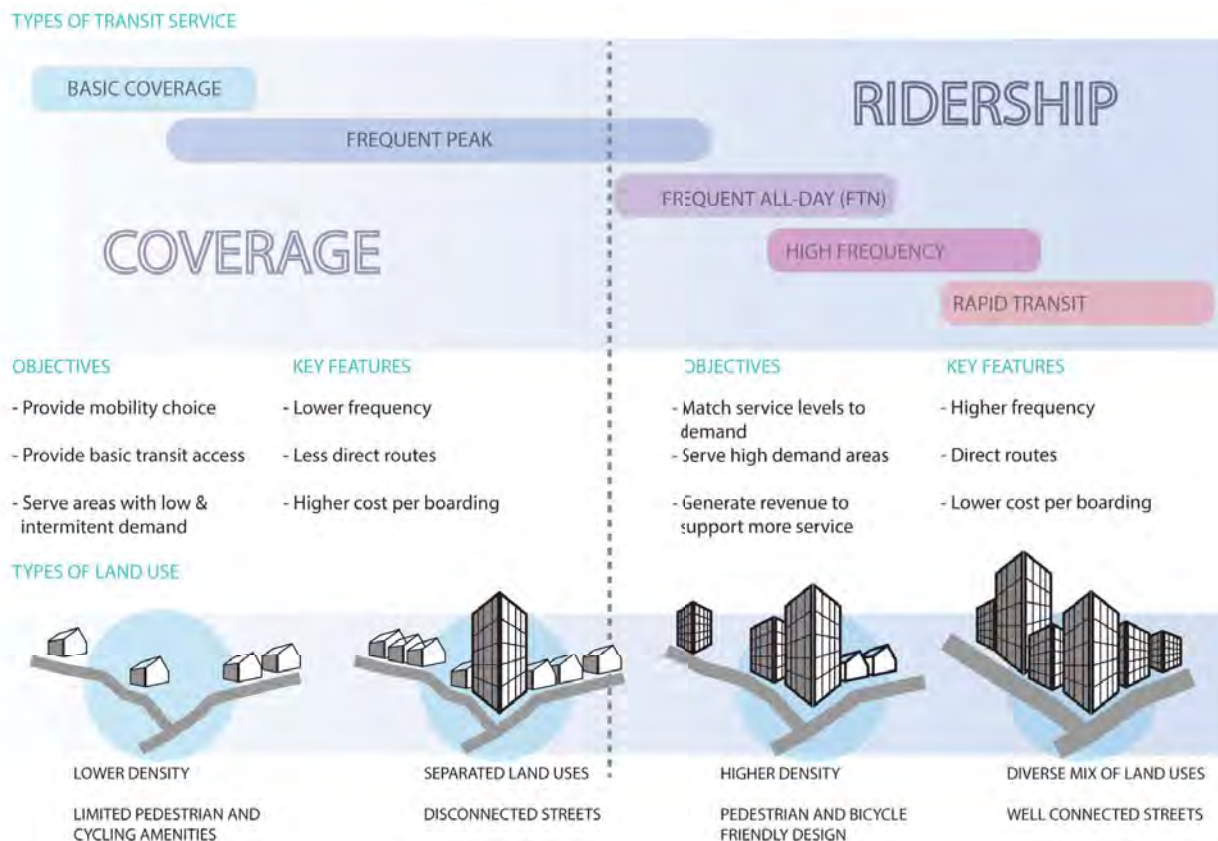 TYPES OF TRANSIT SERVICE
BASIC COVERAGE
FREQUENT PEAK
RIDERSHIP
FREQUENT ALL-DAY (FTN)
COVERAGE
HIGH FREQUENCY
RAPID TRANSIT
OBJECTIVES
- Provide mobility choice
- Provide basic transit access
- Serve areas with low &
intermitent demand
KEY FEATURES
- Lower frequency
- Less direct routes
- Higher cost per boarding
OBJECTIVES
- Match service levels to
demand
- Serve high demand areas
- Generate revenue to
support more service
KEY FEATURES
- Higher frequency
- Direct routes
- Lower cost per boarding
TYPES OF LAND USE
LOWER DENSITY
LIMITED PEDESTRIAN AND
CYCLING AMENITIES
SEPARATED LAND USES
DISCONNECTED STREETS
HIGHER DENSITY
PEDESTRIAN AND BICYCLE
FRIENDLY DESIGN
DIVERSE MIX OF LAND USES
WELL CONNECTED STREETS